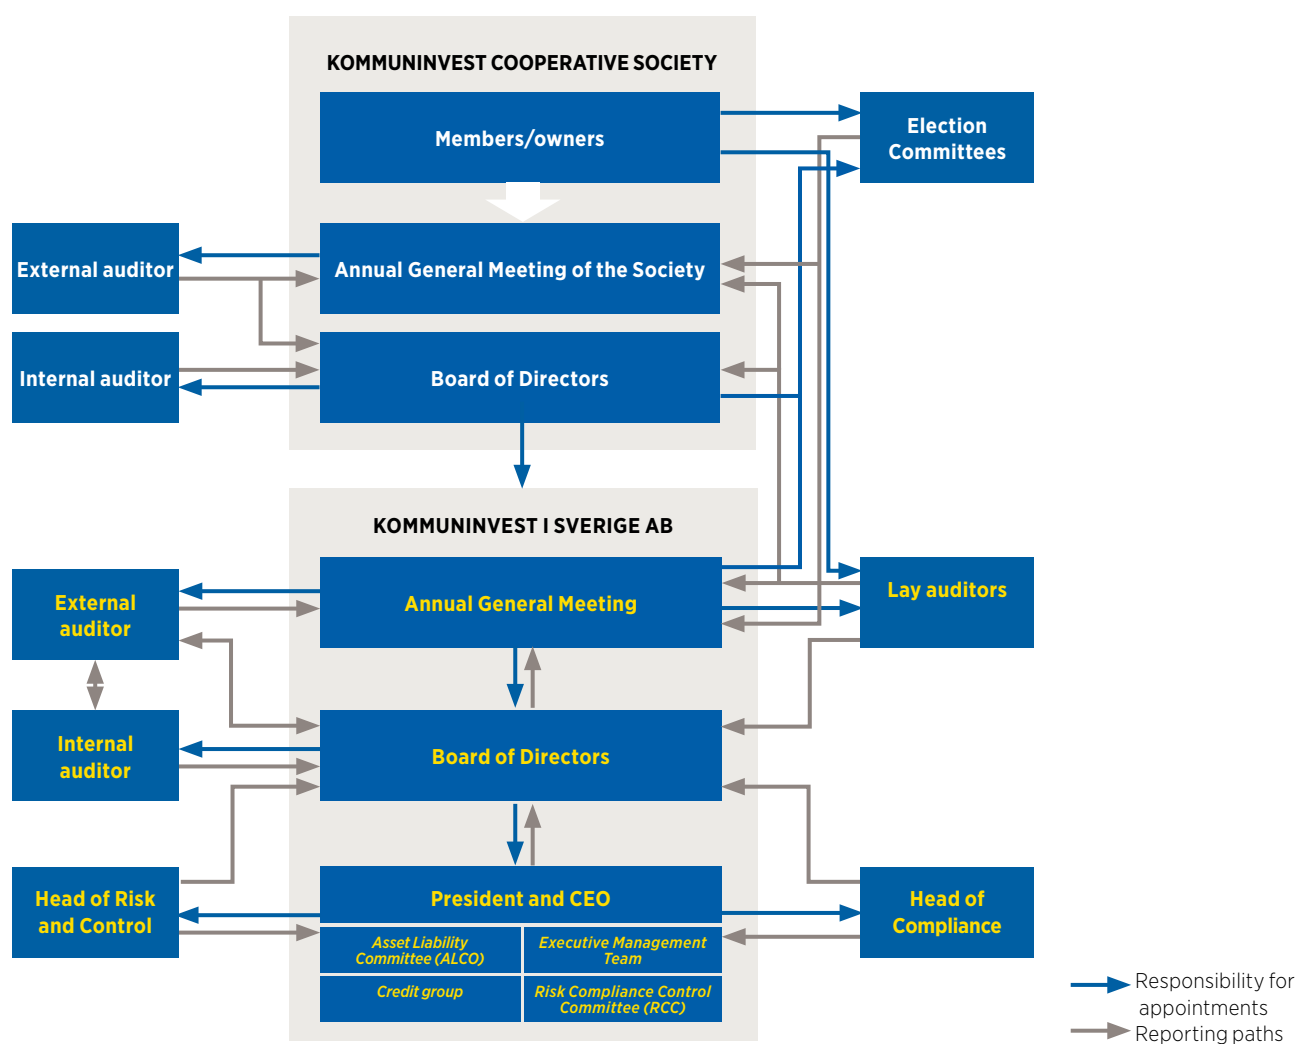 KOMMUNINVEST COOPERATIVE SOCIETY
Members/owners
Election
Committees
External auditor
Annual General Meeting of the Society
Internal auditor
Board of Directors
KOMMUNINVEST I SVERIGE AB
External
auditor
Annual General Meeting
Lay auditors
Internal
auditor
Board of Directors
Head of Risk
and Control
President and CEO
Head of
Compliance
Asset Liability
Committee (ALCO)
Executive Management
Team
Credit group
Risk Compliance Control
Committee (RCC)
Responsibility for
appointments
Reporting paths